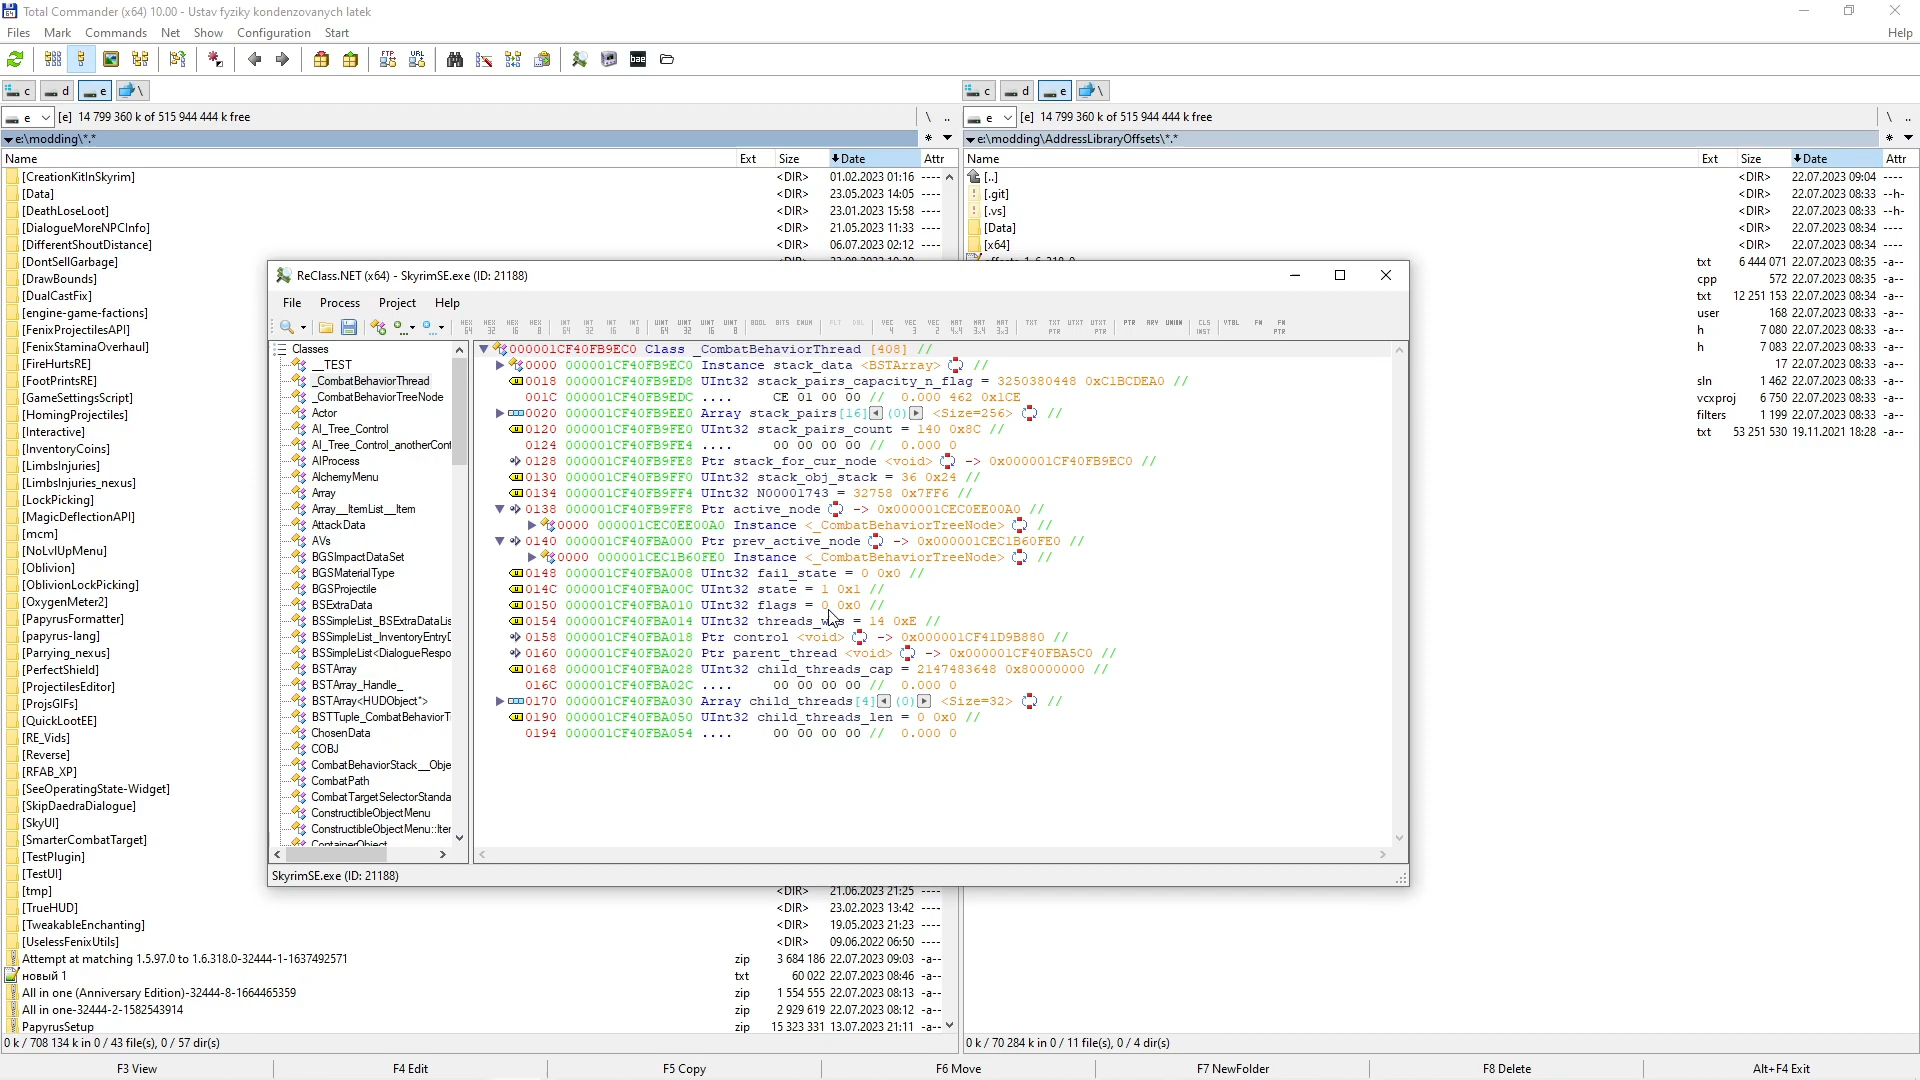 Total Commander (x64) 10.00 - Ustav fyziky kondenzovanych latek
Files Mark Commands Net Show Configuration Start Help
FTP URL bae
c d e \ c d e \
e [e] 14 799 360 k of 515 944 444 k free \ .. e [e] 14 799 360 k of 515 944 444 k free \ ..
e:\modding\*.* * e:\modding\AddressLibraryOffsets\*.* *
Name Ext Size Date Attr Name Ext Size Date Attr
[CreationKitInSkyrim] <DIR> 01.02.2023 01:16 ---- [..] <DIR> 22.07.2023 09:04 ----
[Data] <DIR> 23.05.2023 14:05 ---- [.git] <DIR> 22.07.2023 08:33 --h-
[DeathLoseLoot] <DIR> 23.01.2023 15:58 ---- [.vs] <DIR> 22.07.2023 08:33 --h-
[DialogueMoreNPCInfo] <DIR> 21.05.2023 11:33 ---- [Data] <DIR> 22.07.2023 08:34 ----
[DifferentShoutDistance] <DIR> 06.07.2023 02:12 ---- [x64] <DIR> 22.07.2023 08:34 ----
[DontSellGarbage] txt 6 444 071 22.07.2023 08:35 -a--
[DrawBounds] cpp 572 22.07.2023 08:35 -a--
[DualCastFix] txt 12 251 153 22.07.2023 08:34 -a--
[engine-game-factions] user 168 22.07.2023 08:33 -a--
[FenixProjectilesAPI] h 7 080 22.07.2023 08:33 -a--
[FenixStaminaOverhaul] h 7 083 22.07.2023 08:33 -a--
[FireHurtsRE] 17 22.07.2023 08:33 -a--
[FootPrintsRE] sln 1 462 22.07.2023 08:33 -a--
[GameSettingsScript] vcxproj 6 750 22.07.2023 08:33 -a--
[HomingProjectiles] filters 1 199 22.07.2023 08:33 -a--
[Interactive] txt 53 251 530 19.11.2021 18:28 -a--
[InventoryCoins]
[LimbsInjuries]
[LimbsInjuries_nexus]
[LockPicking]
[MagicDeflectionAPI]
[mcm]
[NoLvlUpMenu]
[Oblivion]
[OblivionLockPicking]
[OxygenMeter2]
[PapyrusFormatter]
[papyrus-lang]
[Parrying_nexus]
[PerfectShield]
[ProjectilesEditor]
[ProjsGIFs]
[QuickLootEE]
[RE_Vids]
[Reverse]
[RFAB_XP]
[SeeOperatingState-Widget]
[SkipDaedraDialogue]
[SkyUI]
[SmarterCombatTarget]
[TestPlugin]
[TestUI]
[tmp] <DIR> 21.06.2023 21:25 ----
[TrueHUD] <DIR> 23.02.2023 13:42 ----
[TweakableEnchanting] <DIR> 19.05.2023 21:23 ----
[UselessFenixUtils] <DIR> 09.06.2022 06:50 ----
Attempt at matching 1.5.97.0 to 1.6.318.0-32444-1-1637492571 zip 3 684 186 22.07.2023 09:03 -a--
новый 1 txt 60 022 22.07.2023 08:46 -a--
All in one (Anniversary Edition)-32444-8-1664465359 zip 1 554 555 22.07.2023 08:13 -a--
All in one-32444-2-1582543914 zip 2 929 619 22.07.2023 08:12 -a--
PapyrusSetup zip 15 323 331 13.07.2023 21:11 -a--
0 k / 708 134 k in 0 / 43 file(s), 0 / 57 dir(s) 0 k / 70 284 k in 0 / 11 file(s), 0 / 4 dir(s)
F3 View F4 Edit F5 Copy F6 Move F7 NewFolder F8 Delete Alt+F4 Exit
ReClass.NET (x64) - SkyrimSE.exe (ID: 21188)
File Process Project Help
Classes
__TEST
_CombatBehaviorThread
_CombatBehaviorTreeNode
Actor
AI_Tree_Control
AI_Tree_Control_anotherCont
AIProcess
AlchemyMenu
Array
Array__ItemList__Item
AttackData
AVs
BGSImpactDataSet
BGSMaterialType
BGSProjectile
BSExtraData
BSSimpleList_BSExtraDataLis
BSSimpleList_InventoryEntryD
BSSimpleList<DialogueRespo
BSTArray
BSTArray_Handle_
BSTArray<HUDObject*>
BSTTuple_CombatBehaviorT
ChosenData
COBJ
CombatBehaviorStack__Obje
CombatPath
CombatTargetSelectorStanda
ConstructibleObjectMenu
ConstructibleObjectMenu::Iter
ContainerObject
000001CF40FB9EC0 Class _CombatBehaviorThread [408] //
0000 000001CF40FB9EC0 Instance stack_data <BSTArray> //
0018 000001CF40FB9ED8 UInt32 stack_pairs_capacity_n_flag = 3250380448 0xC1BCDEA0 //
001C 000001CF40FB9EDC .... CE 01 00 00 // 0.000 462 0x1CE
0020 000001CF40FB9EE0 Array stack_pairs[16] (0) <Size=256> //
0120 000001CF40FB9FE0 UInt32 stack_pairs_count = 140 0x8C //
0124 000001CF40FB9FE4 .... 00 00 00 00 // 0.000 0
0128 000001CF40FB9FE8 Ptr stack_for_cur_node <void> -> 0x000001CF40FB9EC0 //
0130 000001CF40FB9FF0 UInt32 stack_obj_stack = 36 0x24 //
0134 000001CF40FB9FF4 UInt32 N00001743 = 32758 0x7FF6 //
0138 000001CF40FB9FF8 Ptr active_node -> 0x000001CEC0EE00A0 //
0000 000001CEC0EE00A0 Instance <_CombatBehaviorTreeNode> //
0140 000001CF40FBA000 Ptr prev_active_node -> 0x000001CEC1B60FE0 //
0000 000001CEC1B60FE0 Instance <_CombatBehaviorTreeNode> //
0148 000001CF40FBA008 UInt32 fail_state = 0 0x0 //
014C 000001CF40FBA00C UInt32 state = 1 0x1 //
0150 000001CF40FBA010 UInt32 flags = 0 0x0 //
0154 000001CF40FBA014 UInt32 = 14 0xE //
0158 000001CF40FBA018 Ptr control <void> -> 0x000001CF41D9B880 //
0160 000001CF40FBA020 Ptr parent_thread <void> -> 0x000001CF40FBA5C0 //
0168 000001CF40FBA028 UInt32 child_threads_cap = 2147483648 0x80000000 //
016C 000001CF40FBA02C .... 00 00 00 00 // 0.000 0
0170 000001CF40FBA030 Array child_threads[4] (0) <Size=32> //
0190 000001CF40FBA050 UInt32 child_threads_len = 0 0x0 //
0194 000001CF40FBA054 .... 00 00 00 00 // 0.000 0
SkyrimSE.exe (ID: 21188)